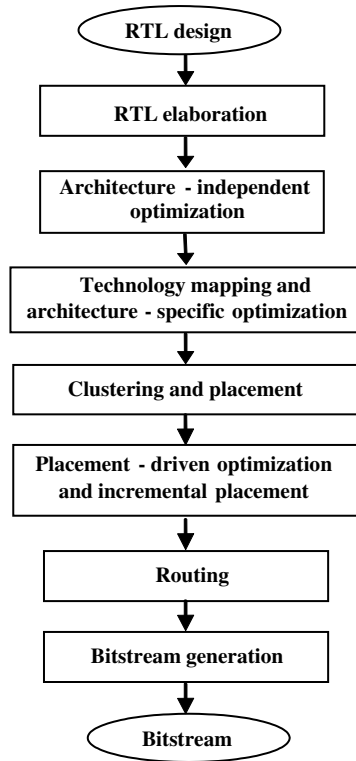 RTL design
RTL elaboration
Architecture - independent
optimization
Technology mapping and
architecture - specific optimization
Clustering and placement
Placement - driven optimization
and incremental placement
Routing
Bitstream generation
Bitstream